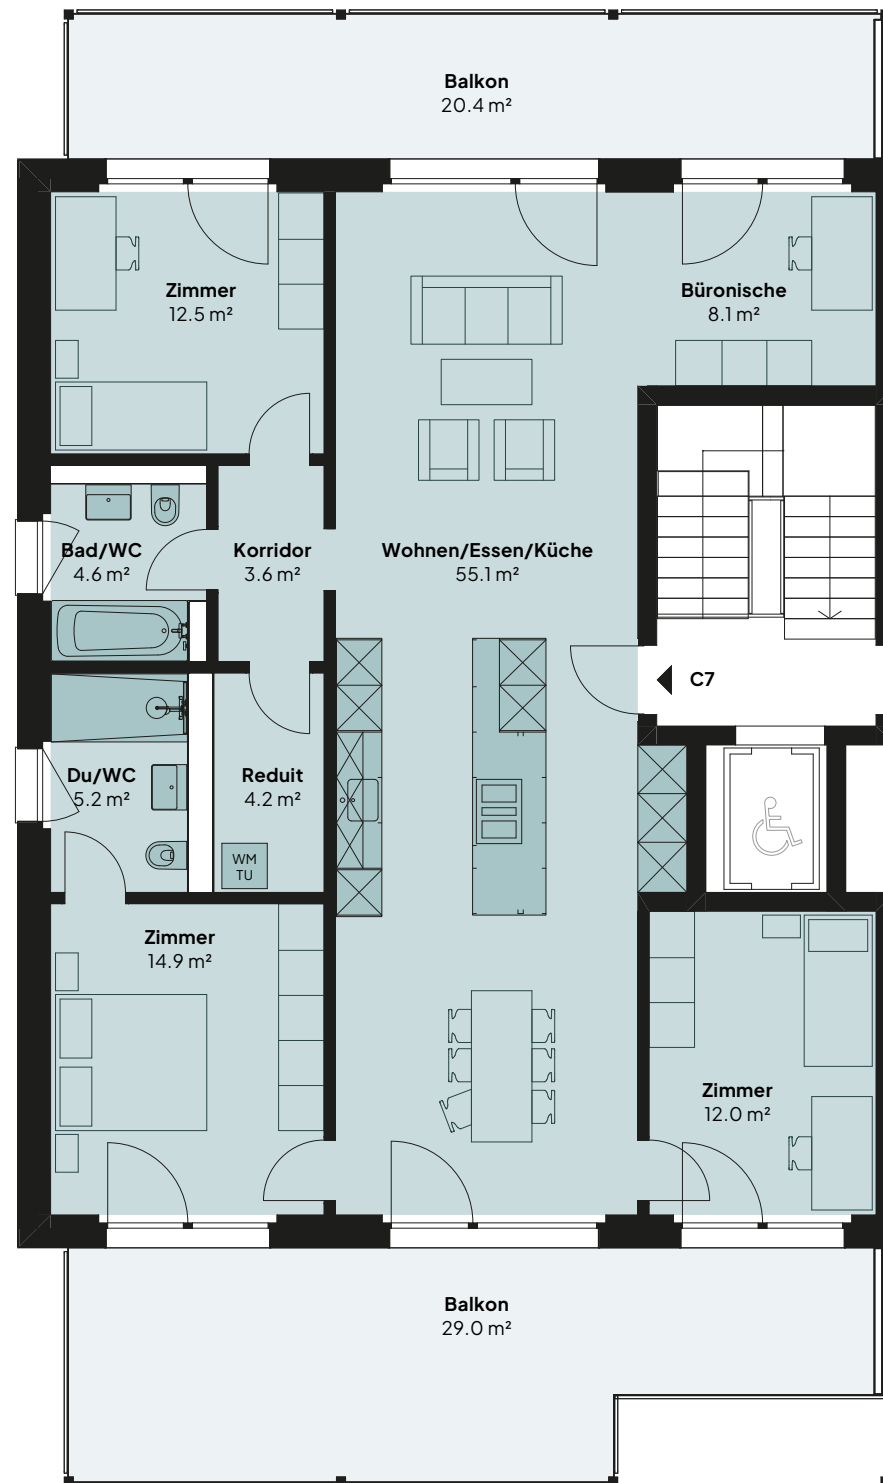 Balkon
20.4 m²
Zimmer
12.5 m²
Büronische
8.1 m²
Bad/WC
4.6 m²
Korridor
3.6 m²
Wohnen/Essen/Küche
55.1 m²
C7
Du/WC
5.2 m²
Reduit
4.2 m²
WM
TU
Zimmer
14.9 m²
Zimmer
12.0 m²
Balkon
29.0 m²